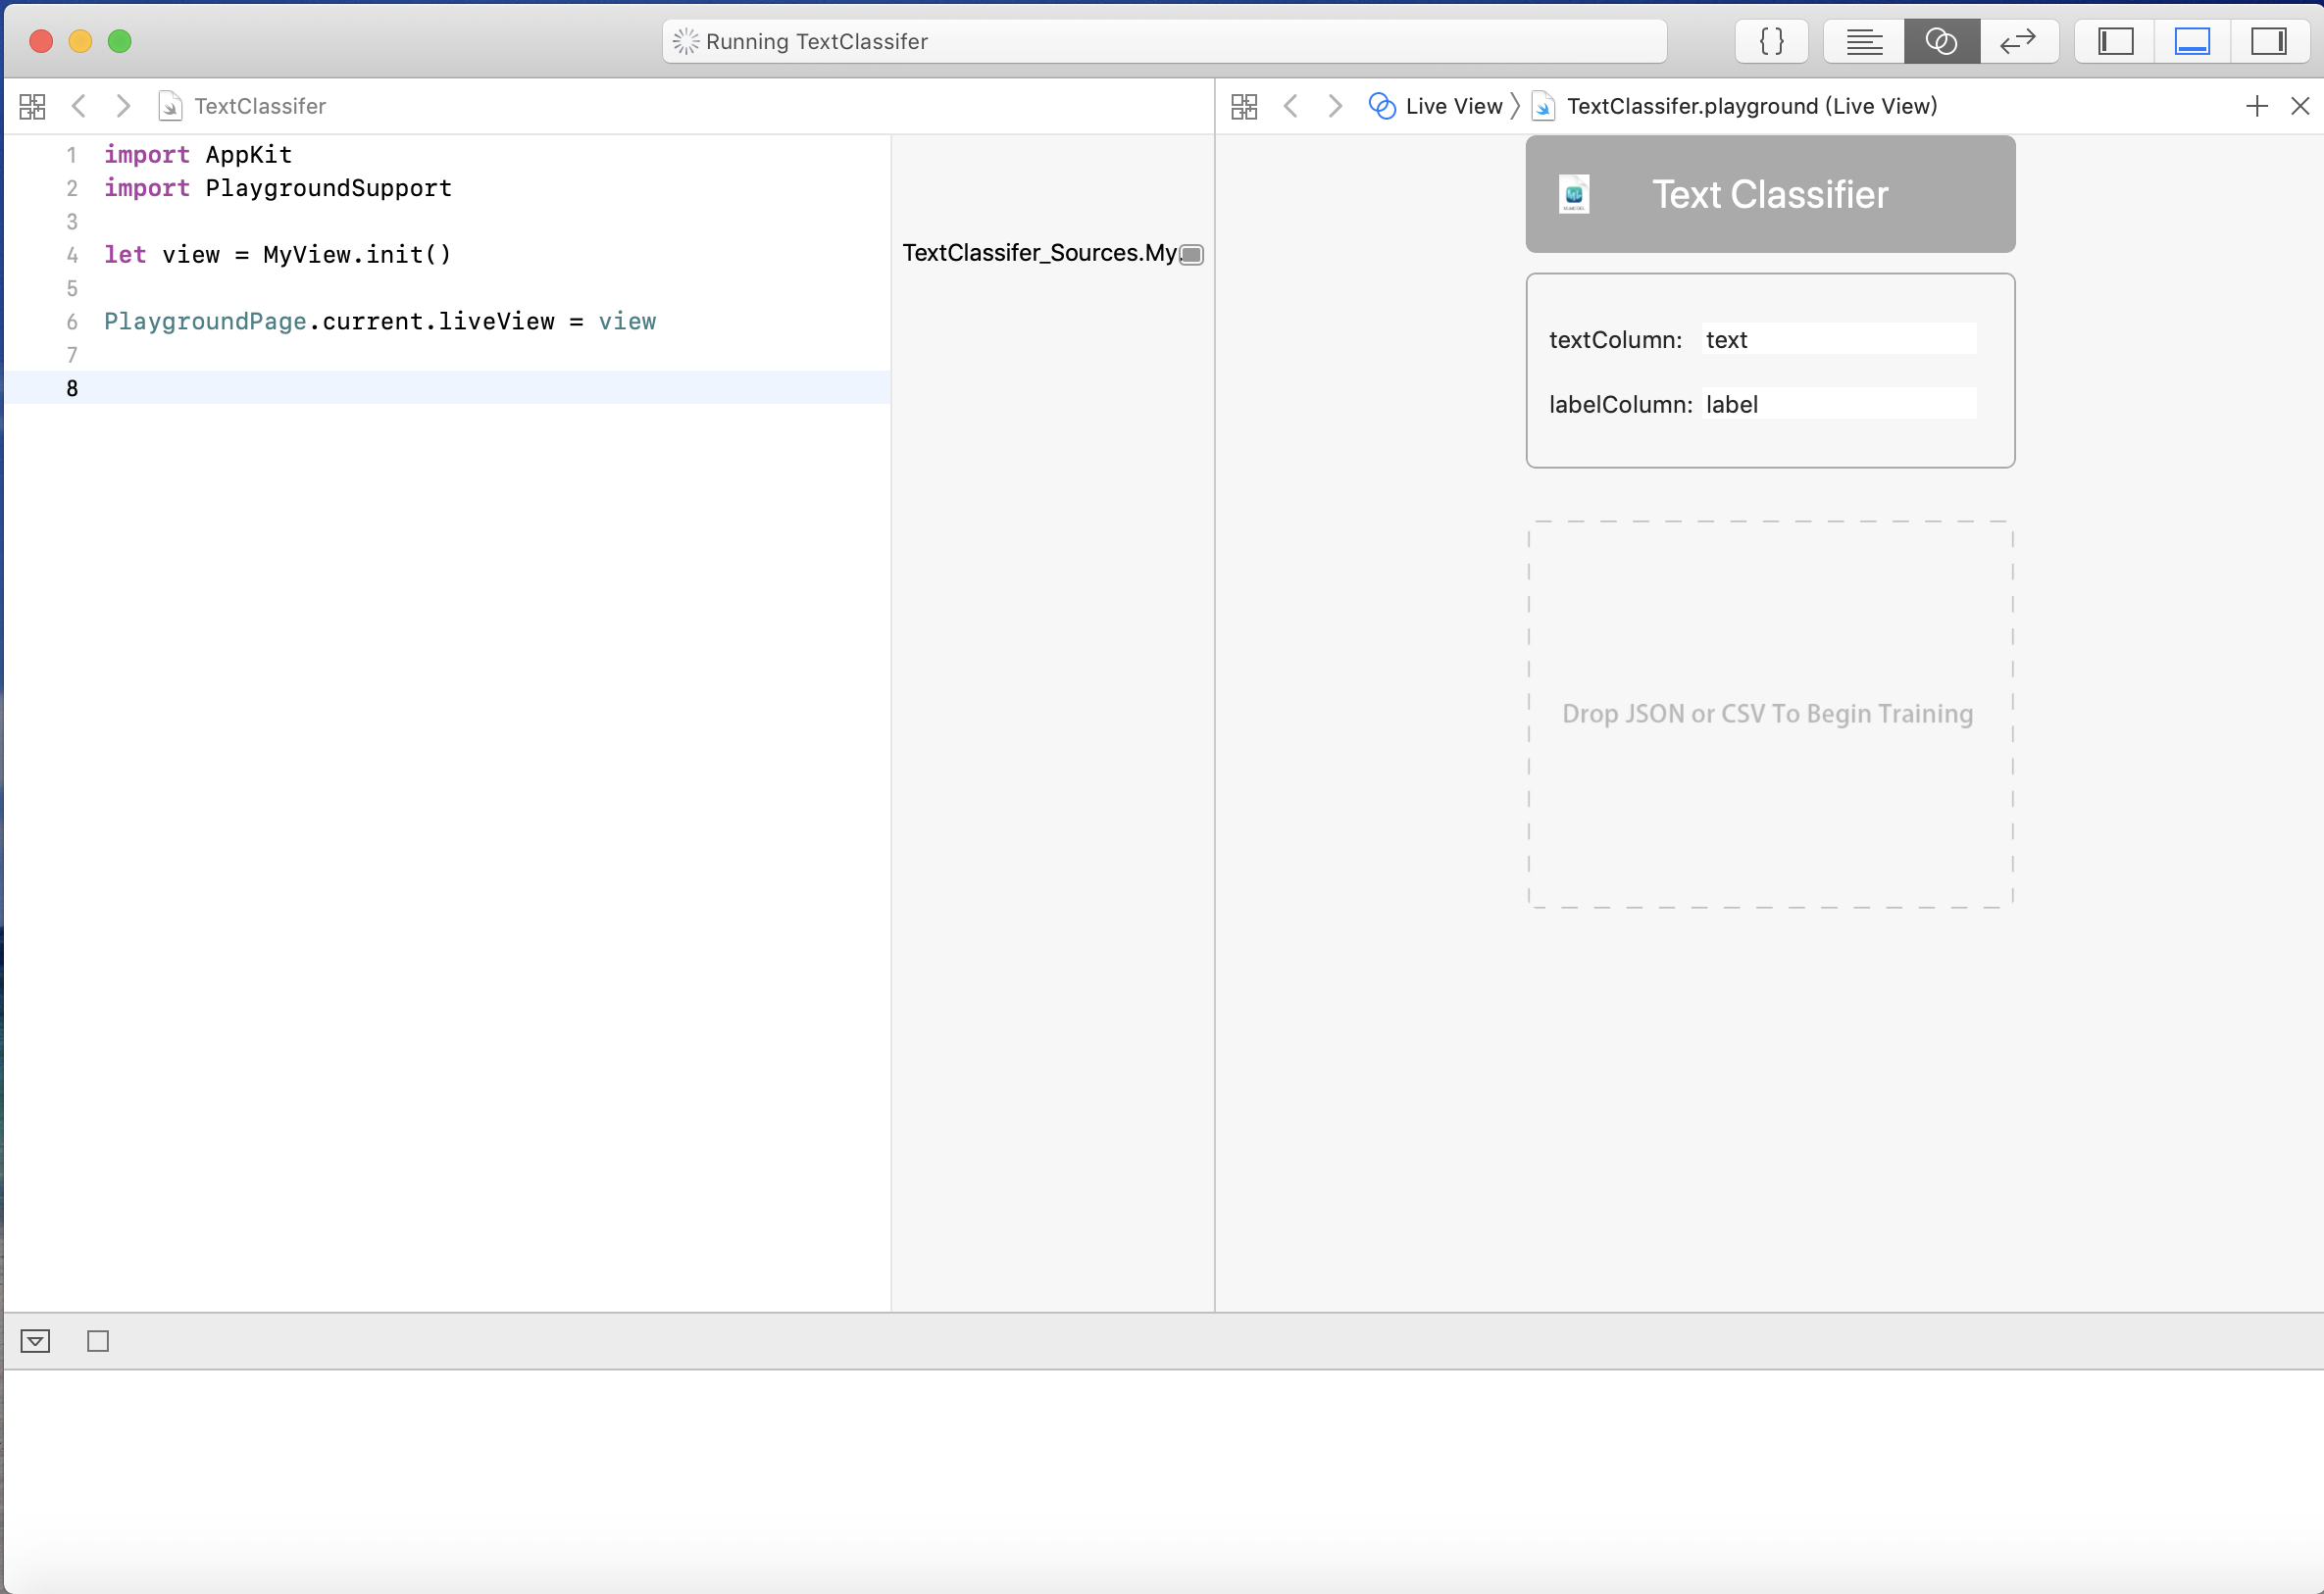 Running TextClassifer
{ }
TextClassifer
Live View
TextClassifer.playground (Live View)
1 import AppKit
2 import PlaygroundSupport
3
4 let view = MyView.init()
5
6 PlaygroundPage.current.liveView = view
7
8
TextClassifer_Sources.My
Text Classifier
textColumn: text
labelColumn: label
Drop JSON or CSV To Begin Training